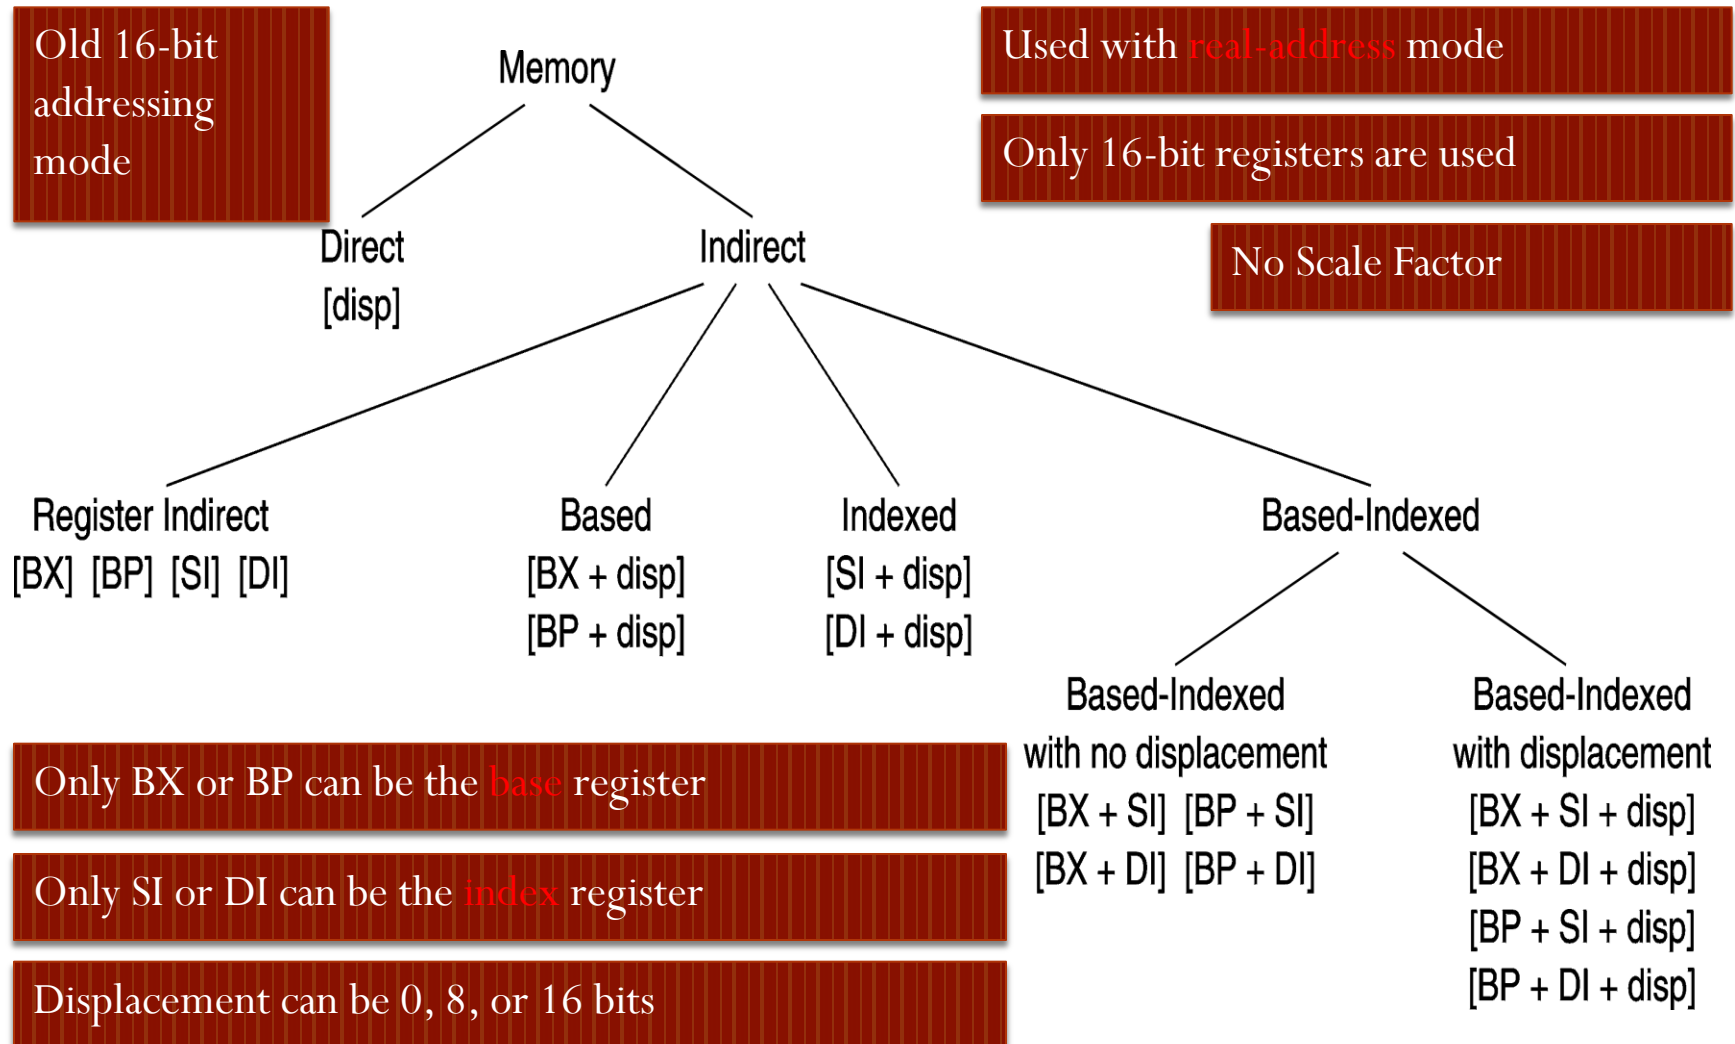 Old 16-bit
addressing
mode
Used with real-address mode
Only 16-bit registers are used
No Scale Factor
Memory
Direct
[disp]
Indirect
Register Indirect
[BX] [BP] [SI] [DI]
Based
[BX + disp]
[BP + disp]
Indexed
[SI + disp]
[DI + disp]
Based-Indexed
Based-Indexed
with no displacement
[BX + SI] [BP + SI]
[BX + DI] [BP + DI]
Based-Indexed
with displacement
[BX + SI + disp]
[BX + DI + disp]
[BP + SI + disp]
[BP + DI + disp]
Only BX or BP can be the base register
Only SI or DI can be the index register
Displacement can be 0, 8, or 16 bits